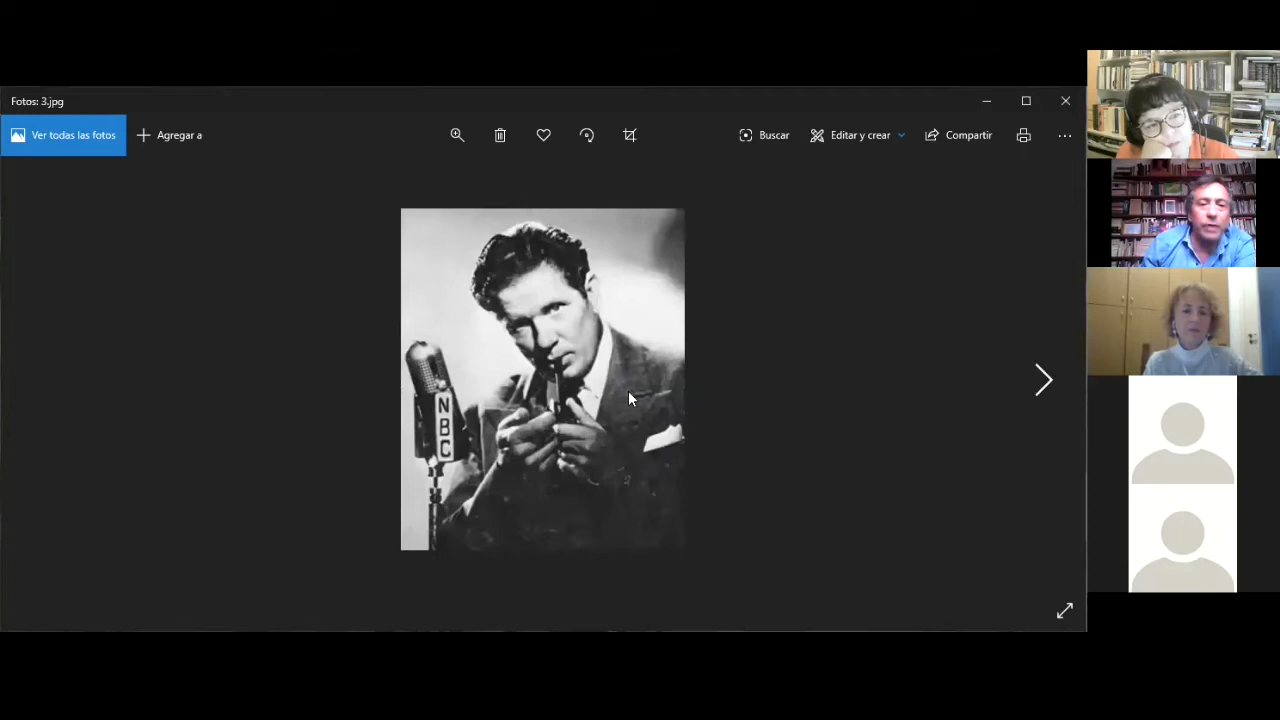 Fotos: 3.jpg
Ver todas las fotos
Agregar a
Buscar
Editar y crear
Compartir
NBC